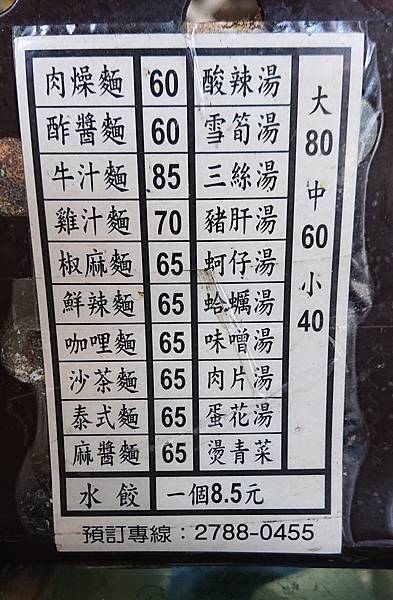 肉燥麵 60 酸辣湯 大
酢醬麵 60 雪筍湯 80
牛汁麵 85 三絲湯 中
雞汁麵 70 豬肝湯 60
椒麻麵 65 蚵仔湯 小
鮮辣麵 65 蛤蠣湯 40
咖哩麵 65 味噌湯
沙茶麵 65 肉片湯
泰式麵 65 蛋花湯
麻醬麵 65 燙青菜
水餃 一個8.5元
預訂專線：2788-0455